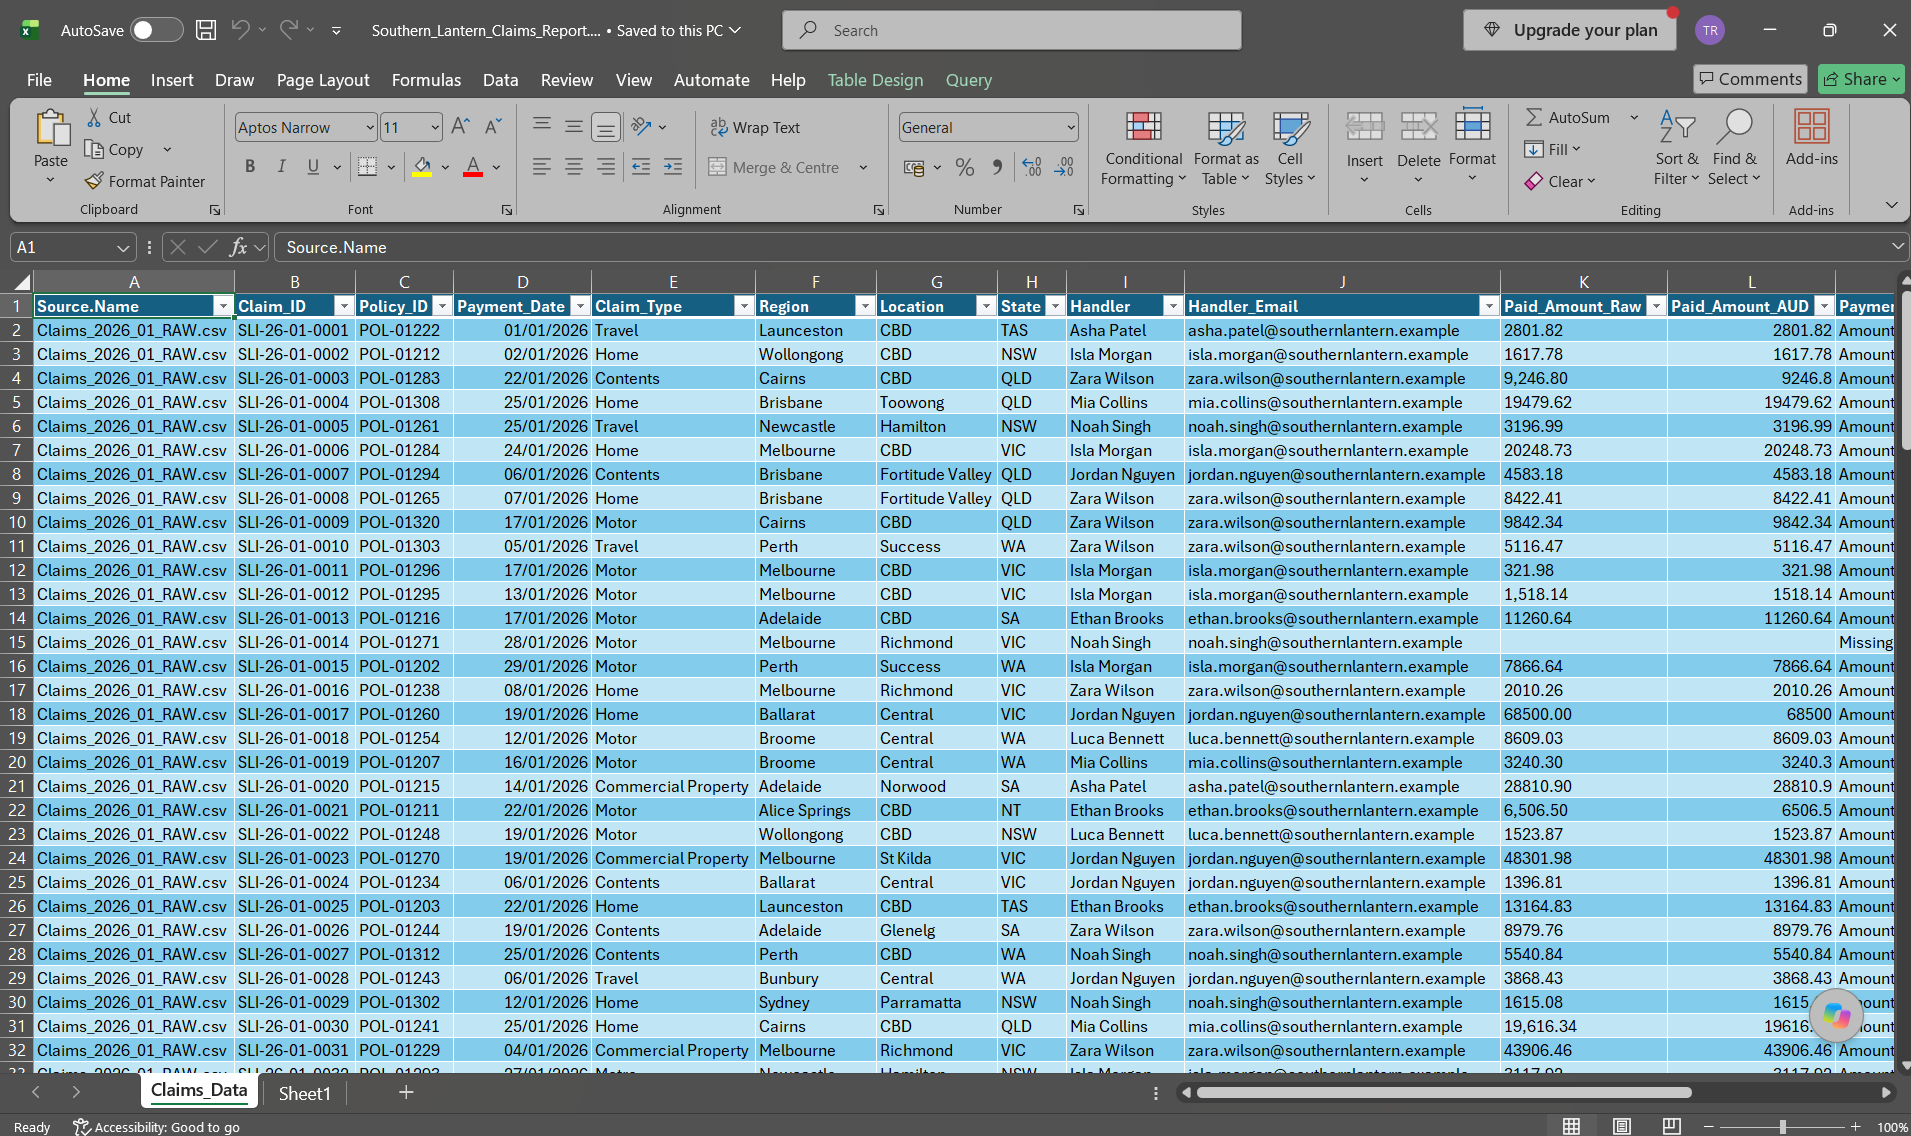 AutoSave Southern_Lantern_Claims_Report.... • Saved to this PC Search Upgrade your plan TR
File Home Insert Draw Page Layout Formulas Data Review View Automate Help Table Design Query Comments Share
Paste Cut Copy Format Painter Clipboard
Aptos Narrow 11 A A B I U A Font
ab Wrap Text Merge & Centre Alignment
General % Number
Conditional Formatting Format as Table Cell Styles Styles
Insert Delete Format Cells
AutoSum Fill Clear Sort & Filter Find & Select Editing
Add-ins Add-ins
A1 fx Source.Name
A B C D E F G H I J K L
1 Source.Name Claim_ID Policy_ID Payment_Date Claim_Type Region Location State Handler Handler_Email Paid_Amount_Raw Paid_Amount_AUD Paymer
2 Claims_2026_01_RAW.csv SLI-26-01-0001 POL-01222 01/01/2026 Travel Launceston CBD TAS Asha Patel asha.patel@southernlantern.example 2801.82 2801.82 Amount
3 Claims_2026_01_RAW.csv SLI-26-01-0002 POL-01212 02/01/2026 Home Wollongong CBD NSW Isla Morgan isla.morgan@southernlantern.example 1617.78 1617.78 Amount
4 Claims_2026_01_RAW.csv SLI-26-01-0003 POL-01283 22/01/2026 Contents Cairns CBD QLD Zara Wilson zara.wilson@southernlantern.example 9,246.80 9246.8 Amount
5 Claims_2026_01_RAW.csv SLI-26-01-0004 POL-01308 25/01/2026 Home Brisbane Toowong QLD Mia Collins mia.collins@southernlantern.example 19479.62 19479.62 Amount
6 Claims_2026_01_RAW.csv SLI-26-01-0005 POL-01261 25/01/2026 Travel Newcastle Hamilton NSW Noah Singh noah.singh@southernlantern.example 3196.99 3196.99 Amount
7 Claims_2026_01_RAW.csv SLI-26-01-0006 POL-01284 24/01/2026 Home Melbourne CBD VIC Isla Morgan isla.morgan@southernlantern.example 20248.73 20248.73 Amount
8 Claims_2026_01_RAW.csv SLI-26-01-0007 POL-01294 06/01/2026 Contents Brisbane Fortitude Valley QLD Jordan Nguyen jordan.nguyen@southernlantern.example 4583.18 4583.18 Amount
9 Claims_2026_01_RAW.csv SLI-26-01-0008 POL-01265 07/01/2026 Home Brisbane Fortitude Valley QLD Zara Wilson zara.wilson@southernlantern.example 8422.41 8422.41 Amount
10 Claims_2026_01_RAW.csv SLI-26-01-0009 POL-01320 17/01/2026 Motor Cairns CBD QLD Zara Wilson zara.wilson@southernlantern.example 9842.34 9842.34 Amount
11 Claims_2026_01_RAW.csv SLI-26-01-0010 POL-01303 05/01/2026 Travel Perth Success WA Zara Wilson zara.wilson@southernlantern.example 5116.47 5116.47 Amount
12 Claims_2026_01_RAW.csv SLI-26-01-0011 POL-01296 17/01/2026 Motor Melbourne CBD VIC Isla Morgan isla.morgan@southernlantern.example 321.98 321.98 Amount
13 Claims_2026_01_RAW.csv SLI-26-01-0012 POL-01295 13/01/2026 Motor Melbourne CBD VIC Isla Morgan isla.morgan@southernlantern.example 1,518.14 1518.14 Amount
14 Claims_2026_01_RAW.csv SLI-26-01-0013 POL-01216 17/01/2026 Motor Adelaide CBD SA Ethan Brooks ethan.brooks@southernlantern.example 11260.64 11260.64 Amount
15 Claims_2026_01_RAW.csv SLI-26-01-0014 POL-01271 28/01/2026 Motor Melbourne Richmond VIC Noah Singh noah.singh@southernlantern.example Missing
16 Claims_2026_01_RAW.csv SLI-26-01-0015 POL-01202 29/01/2026 Motor Perth Success WA Isla Morgan isla.morgan@southernlantern.example 7866.64 7866.64 Amount
17 Claims_2026_01_RAW.csv SLI-26-01-0016 POL-01238 08/01/2026 Home Melbourne Richmond VIC Zara Wilson zara.wilson@southernlantern.example 2010.26 2010.26 Amount
18 Claims_2026_01_RAW.csv SLI-26-01-0017 POL-01260 19/01/2026 Home Ballarat Central VIC Jordan Nguyen jordan.nguyen@southernlantern.example 68500.00 68500 Amount
19 Claims_2026_01_RAW.csv SLI-26-01-0018 POL-01254 12/01/2026 Motor Broome Central WA Luca Bennett luca.bennett@southernlantern.example 8609.03 8609.03 Amount
20 Claims_2026_01_RAW.csv SLI-26-01-0019 POL-01207 16/01/2026 Motor Broome Central WA Mia Collins mia.collins@southernlantern.example 3240.30 3240.3 Amount
21 Claims_2026_01_RAW.csv SLI-26-01-0020 POL-01215 14/01/2026 Commercial Property Adelaide Norwood SA Asha Patel asha.patel@southernlantern.example 28810.90 28810.9 Amount
22 Claims_2026_01_RAW.csv SLI-26-01-0021 POL-01211 22/01/2026 Motor Alice Springs CBD NT Ethan Brooks ethan.brooks@southernlantern.example 6,506.50 6506.5 Amount
23 Claims_2026_01_RAW.csv SLI-26-01-0022 POL-01248 19/01/2026 Motor Wollongong CBD NSW Luca Bennett luca.bennett@southernlantern.example 1523.87 1523.87 Amount
24 Claims_2026_01_RAW.csv SLI-26-01-0023 POL-01270 19/01/2026 Commercial Property Melbourne St Kilda VIC Jordan Nguyen jordan.nguyen@southernlantern.example 48301.98 48301.98 Amount
25 Claims_2026_01_RAW.csv SLI-26-01-0024 POL-01234 06/01/2026 Contents Ballarat Central VIC Jordan Nguyen jordan.nguyen@southernlantern.example 1396.81 1396.81 Amount
26 Claims_2026_01_RAW.csv SLI-26-01-0025 POL-01203 22/01/2026 Home Launceston CBD TAS Ethan Brooks ethan.brooks@southernlantern.example 13164.83 13164.83 Amount
27 Claims_2026_01_RAW.csv SLI-26-01-0026 POL-01244 19/01/2026 Contents Adelaide Glenelg SA Zara Wilson zara.wilson@southernlantern.example 8979.76 8979.76 Amount
28 Claims_2026_01_RAW.csv SLI-26-01-0027 POL-01312 25/01/2026 Contents Perth CBD WA Noah Singh noah.singh@southernlantern.example 5540.84 5540.84 Amount
29 Claims_2026_01_RAW.csv SLI-26-01-0028 POL-01243 06/01/2026 Travel Bunbury Central WA Jordan Nguyen jordan.nguyen@southernlantern.example 3868.43 3868.43 Amount
30 Claims_2026_01_RAW.csv SLI-26-01-0029 POL-01302 12/01/2026 Home Sydney Parramatta NSW Noah Singh noah.singh@southernlantern.example 1615.08 1615. ount
31 Claims_2026_01_RAW.csv SLI-26-01-0030 POL-01241 25/01/2026 Home Cairns CBD QLD Mia Collins mia.collins@southernlantern.example 19,616.34 19616. ount
32 Claims_2026_01_RAW.csv SLI-26-01-0031 POL-01229 04/01/2026 Commercial Property Melbourne Richmond VIC Zara Wilson zara.wilson@southernlantern.example 43906.46 43906.46 Amount
Claims_Data Sheet1
Ready Accessibility: Good to go 100%